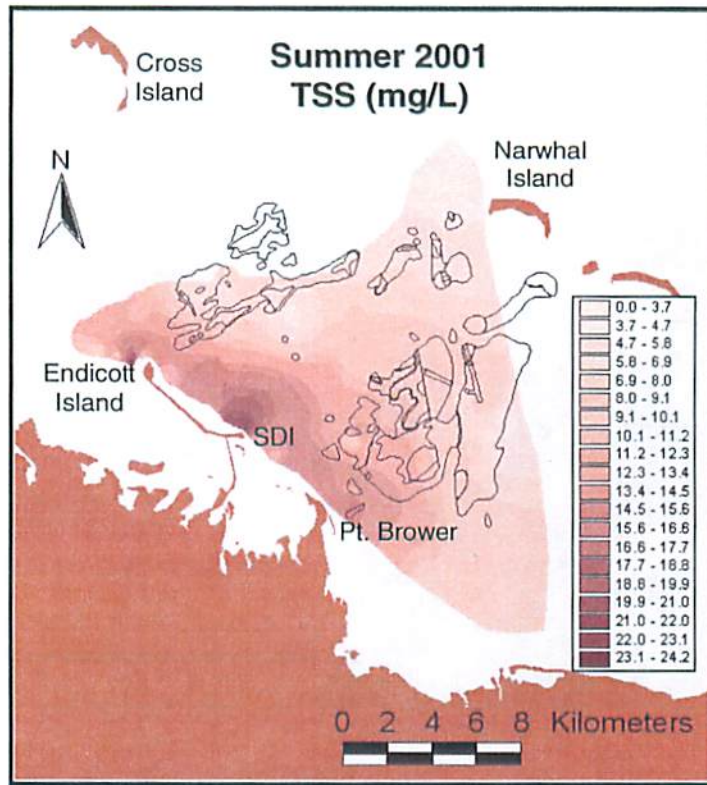 Summer 2001
TSS (mg/L)
Cross
Island
N
Narwhal
Island
Endicott
Island
SDI
Pt. Brower
0.0 - 3.7
3.7 - 4.7
4.7 - 5.8
5.8 - 6.9
6.9 - 8.0
8.0 - 9.1
9.1 - 10.1
10.1 - 11.2
11.2 - 12.3
12.3 - 13.4
13.4 - 14.5
14.5 - 15.6
15.6 - 16.6
16.6 - 17.7
17.7 - 18.8
18.8 - 19.9
19.9 - 21.0
21.0 - 22.0
22.0 - 23.1
23.1 - 24.2
0 2 4 6 8 Kilometers